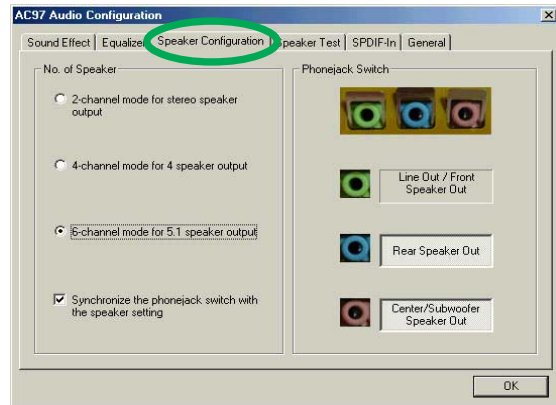 AC97 Audio Configuration
Sound Effect
Equalizer
Speaker Configuration
Speaker Test
SPDIF-In
General
No. of Speaker
2-channel mode for stereo speaker
output
4-channel mode for 4 speaker output
6-channel mode for 5.1 speaker output
Synchronize the phonejack switch with
the speaker setting
Phonejack Switch
Line Out / Front
Speaker Out
Rear Speaker Out
Center/Subwoofer
Speaker Out
OK